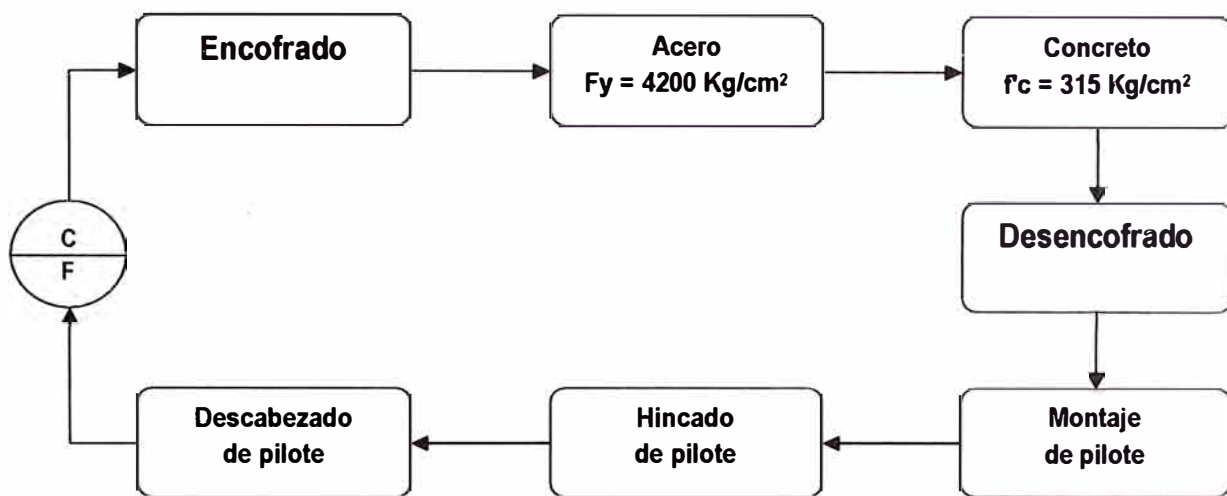 Encofrado
Acero
Fy = 4200 Kg/cm²
Concreto
f'c = 315 Kg/cm²
C
F
Desencofrado
Descabezado
de pilote
Hincado
de pilote
Montaje
de pilote